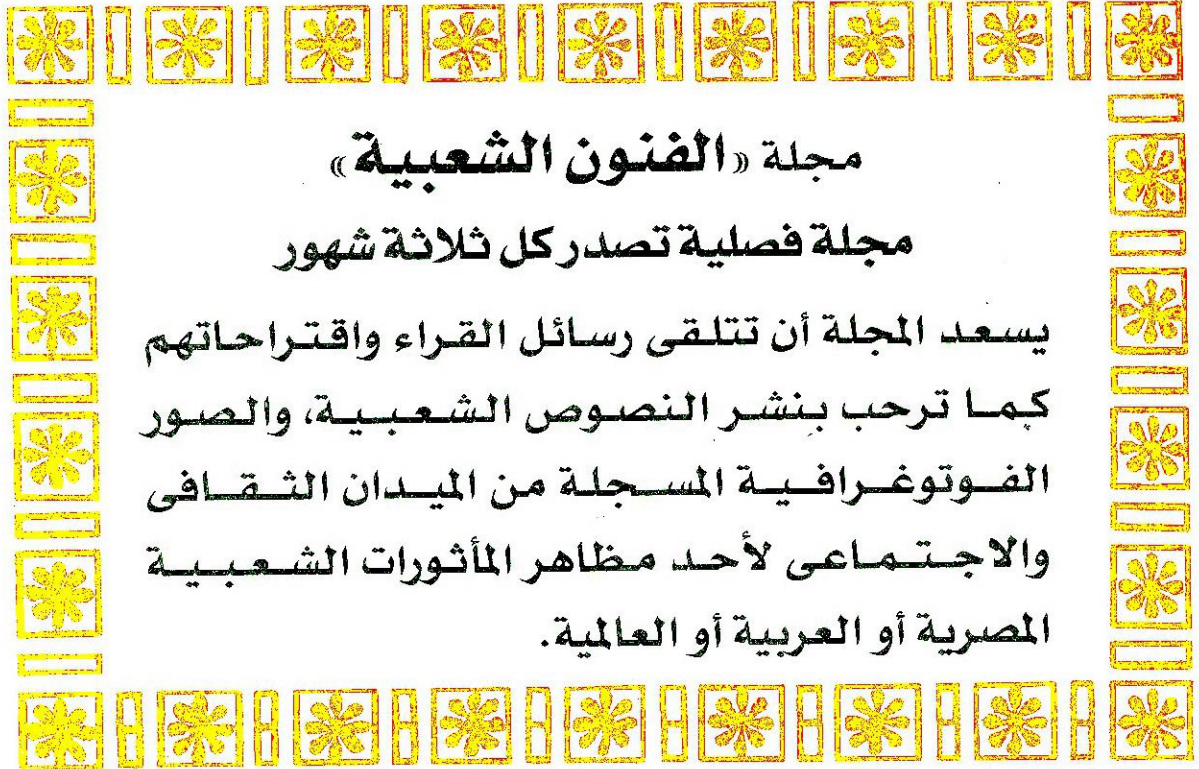 مجلة «الفنون الشعبية»
مجلة فصلية تصدر كل ثلاثة شهور
يسعد المجلة أن تتلقى رسائل القراء واقتراحاتهم
كما ترحب بنشر النصوص الشعبية، والصور
الفوتوغرافية المسجلة من الميدان الثقافى
والاجتماعى لأحد مظاهر المأثورات الشعبية
المصرية أو العربية أو العالمية.